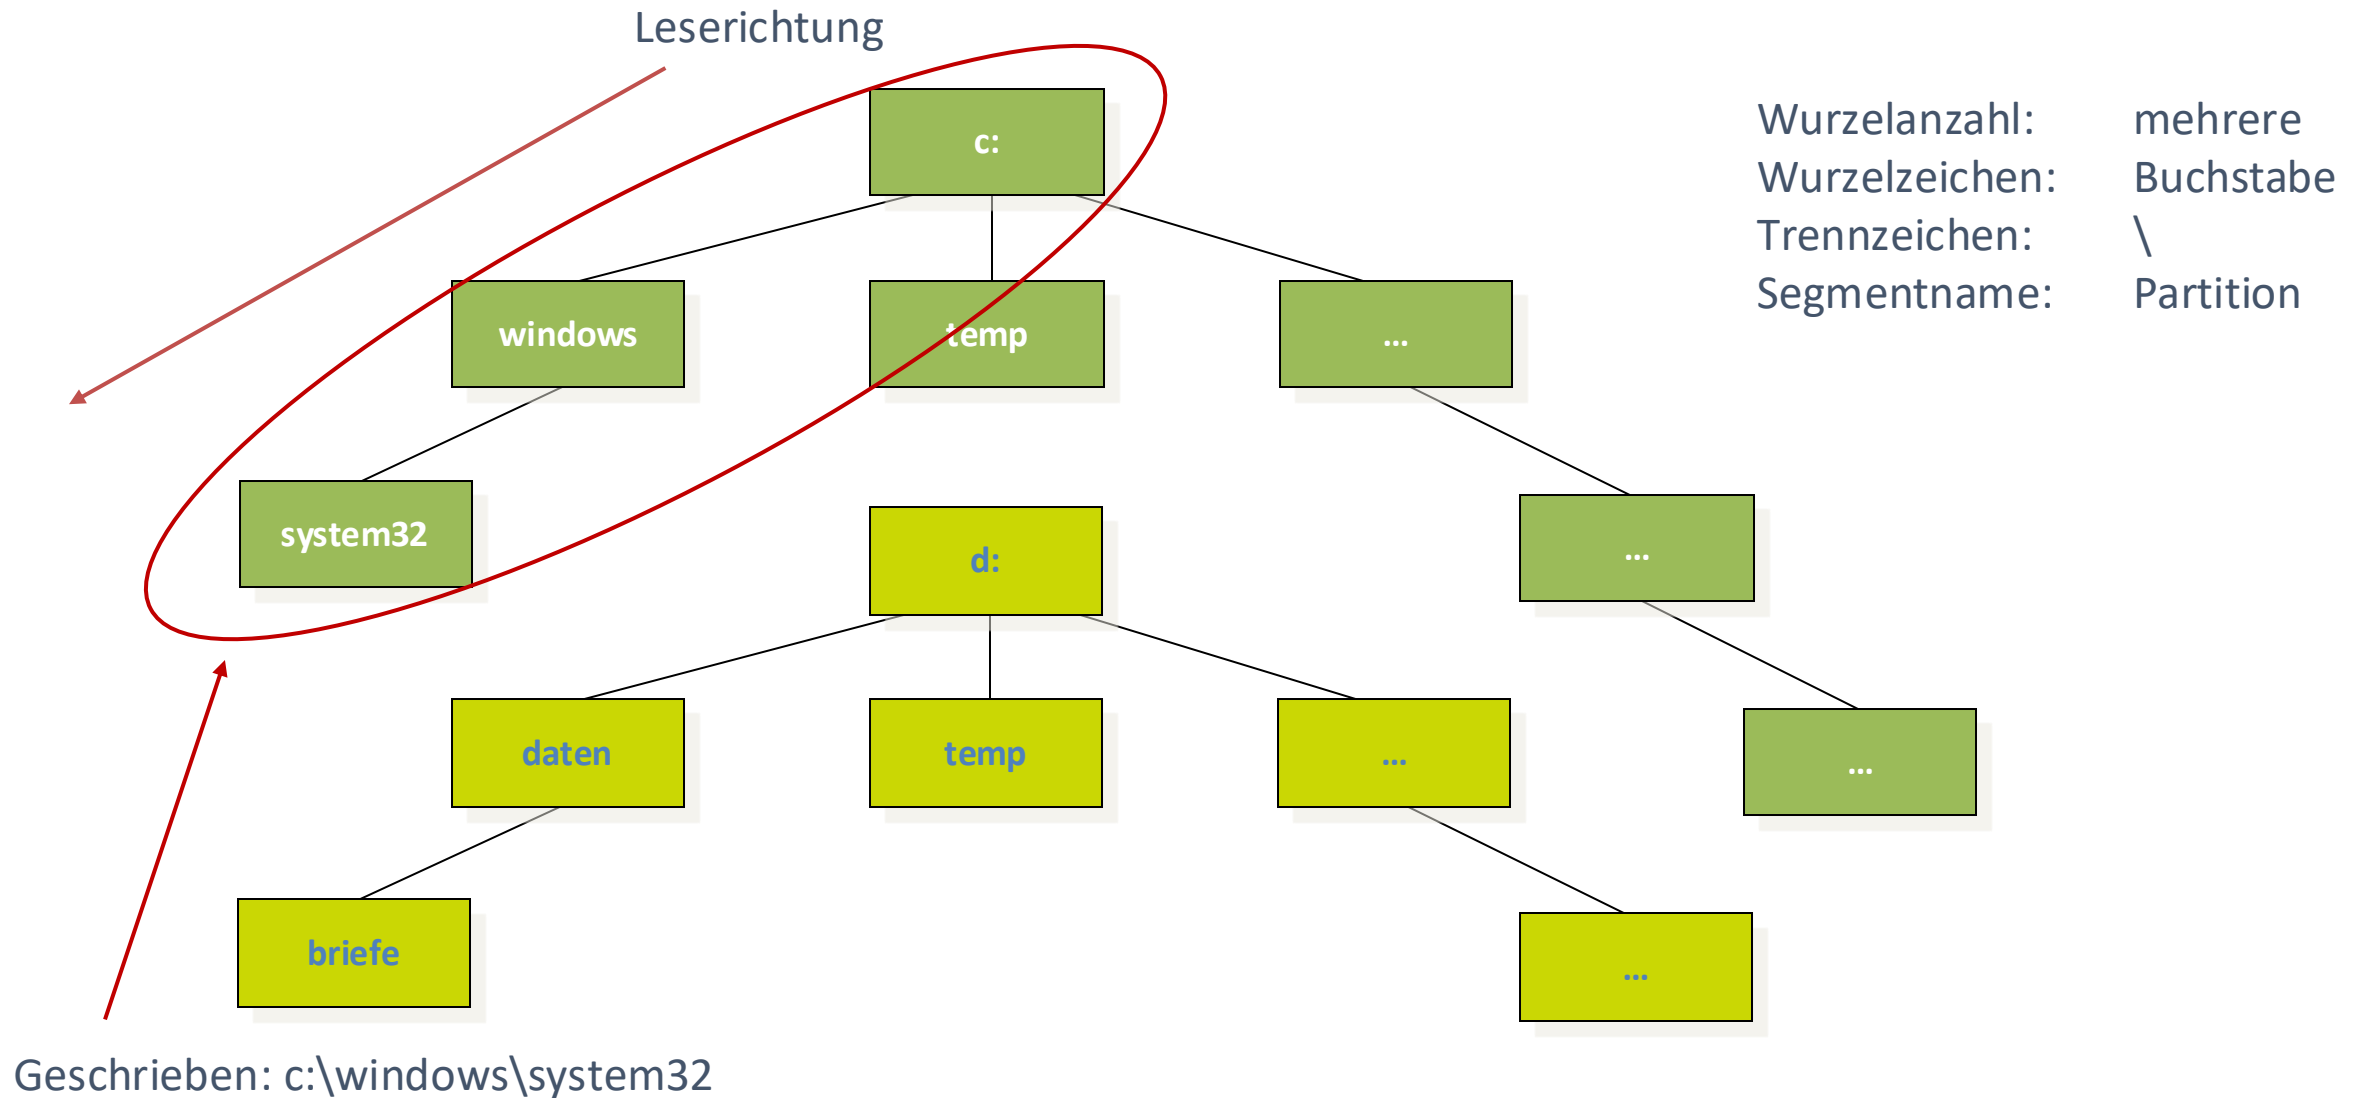 Leserichtung
c:
Wurzelanzahl: mehrere
Wurzelzeichen: Buchstabe
Trennzeichen: \
Segmentname: Partition
windows
temp
...
system32
...
d:
daten
temp
...
...
briefe
...
Geschrieben: c:\windows\system32